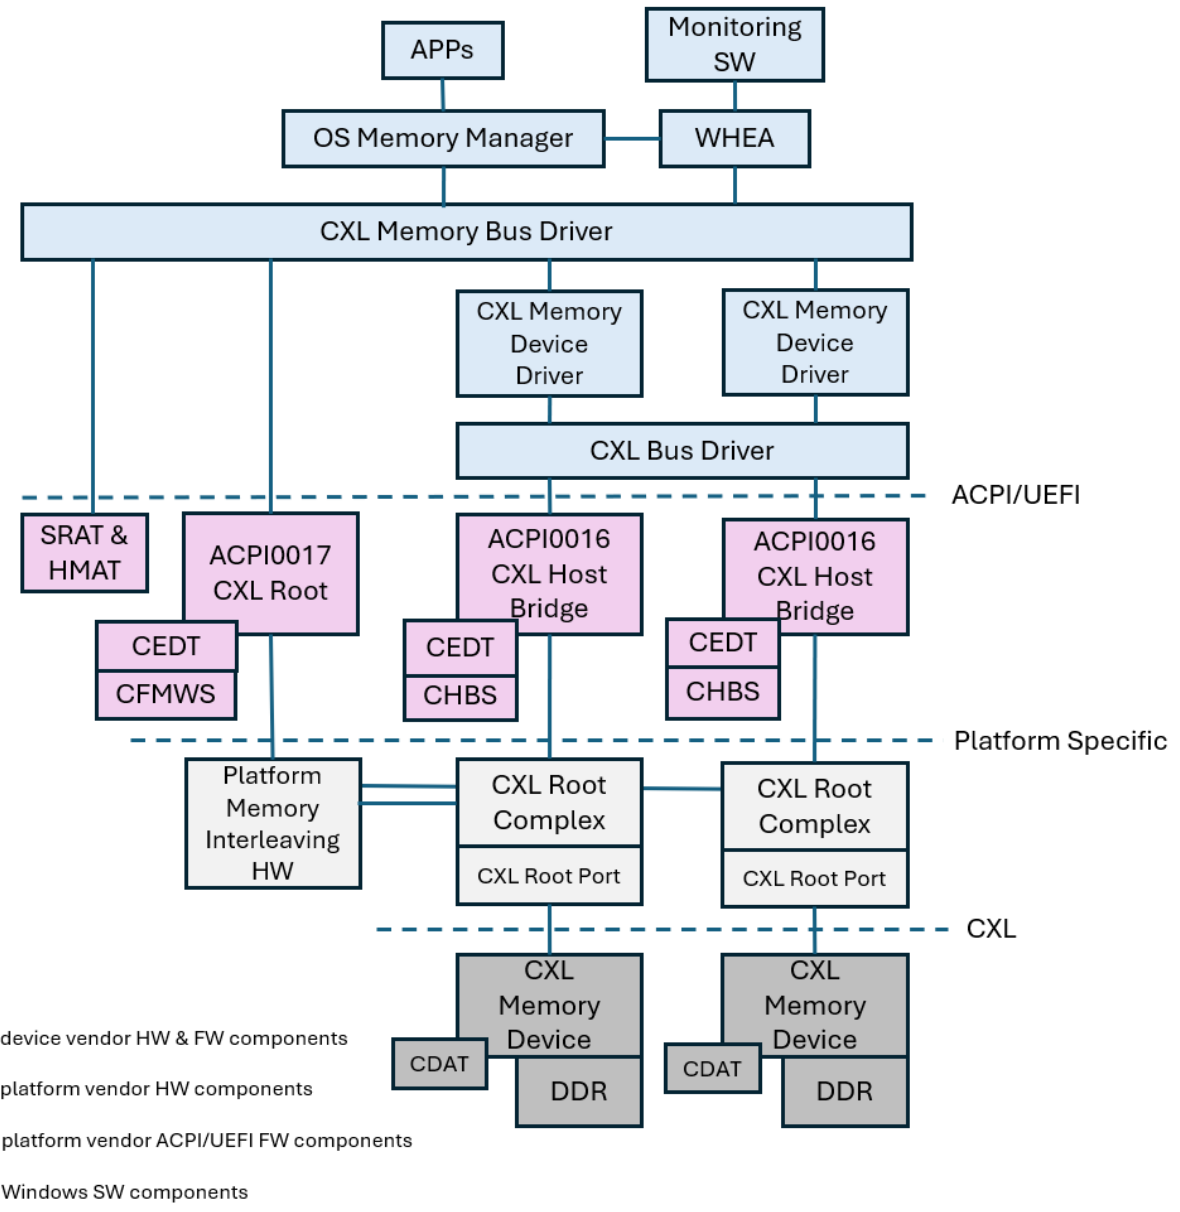 APPs
Monitoring
SW
OS Memory Manager
WHEA
CXL Memory Bus Driver
CXL Memory
Device
Driver
CXL Memory
Device
Driver
CXL Bus Driver
ACPI/UEFI
SRAT &
HMAT
ACPI0017
CXL Root
CEDT
CFMWS
ACPI0016
CXL Host
Bridge
CEDT
CHBS
ACPI0016
CXL Host
Bridge
CEDT
CHBS
Platform Specific
Platform
Memory
Interleaving
HW
CXL Root
Complex
CXL Root Port
CXL Root
Complex
CXL Root Port
CXL
CXL
Memory
Device
CDAT
DDR
CXL
Memory
Device
CDAT
DDR
device vendor HW & FW components
platform vendor HW components
platform vendor ACPI/UEFI FW components
Windows SW components